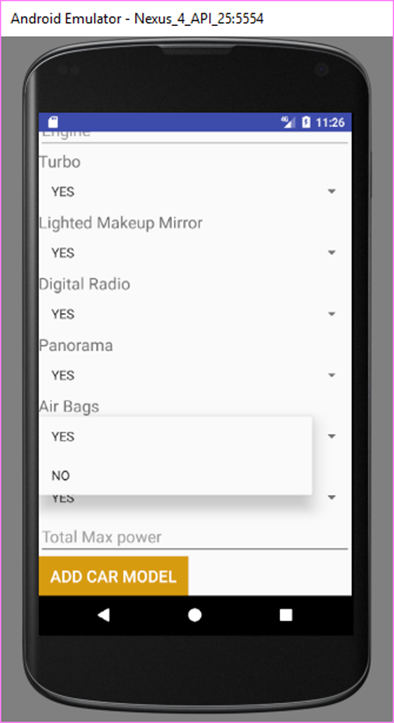 Android Emulator - Nexus_4_API_25:5554
4G 11:26
Engine
Turbo
YES
Lighted Makeup Mirror
YES
Digital Radio
YES
Panorama
YES
Air Bags
YES
NO
YES
Total Max power
ADD CAR MODEL